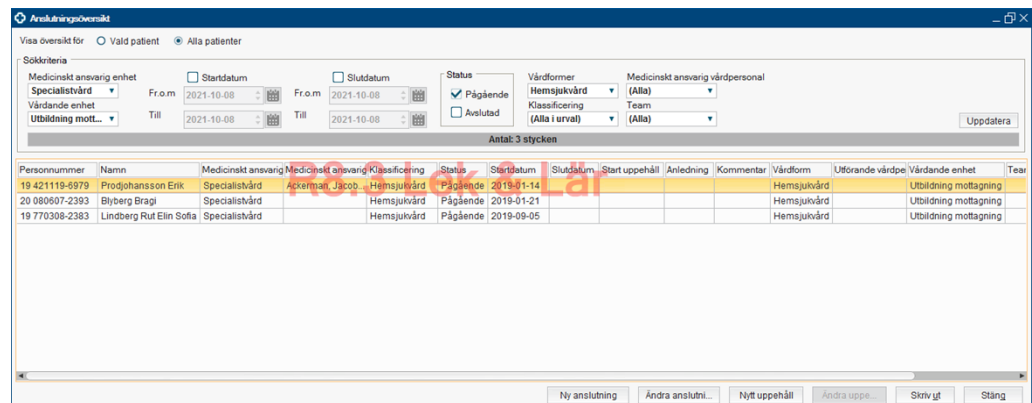 Anslutningsöversikt
Visa översikt för Vald patient Alla patienter
Sökkriteria
Medicinskt ansvarig enhet Startdatum Slutdatum Status Vårdformer Medicinskt ansvarig vårdpersonal
Specialistvård Fr.o.m 2021-10-08 Fr.o.m 2021-10-08 Pågående Hemsjukvård (Alla)
Vårdande enhet Klassificering Team
Utbildning mott... Till 2021-10-08 Till 2021-10-08 Avslutad (Alla i urval) (Alla) Uppdatera
Antal: 3 stycken
R8.3 Lek & Lär
Personnummer Namn Medicinskt ansvarig Medicinskt ansvarig Klassificering Status Startdatum Slutdatum Start uppehåll Anledning Kommentar Vårdform Utförande vårdpe Vårdande enhet Tear
19 421119-6979 Prodjohansson Erik Specialistvård Ackerman, Jacob... Hemsjukvård Pågående 2019-01-14 Hemsjukvård Utbildning mottagning
20 080607-2393 Blyberg Bragi Specialistvård Hemsjukvård Pågående 2019-01-21 Hemsjukvård Utbildning mottagning
19 770308-2383 Lindberg Rut Elin Sofia Specialistvård Hemsjukvård Pågående 2019-09-05 Hemsjukvård Utbildning mottagning
Ny anslutning Ändra anslutni... Nytt uppehåll Ändra uppe... Skriv ut Stäng